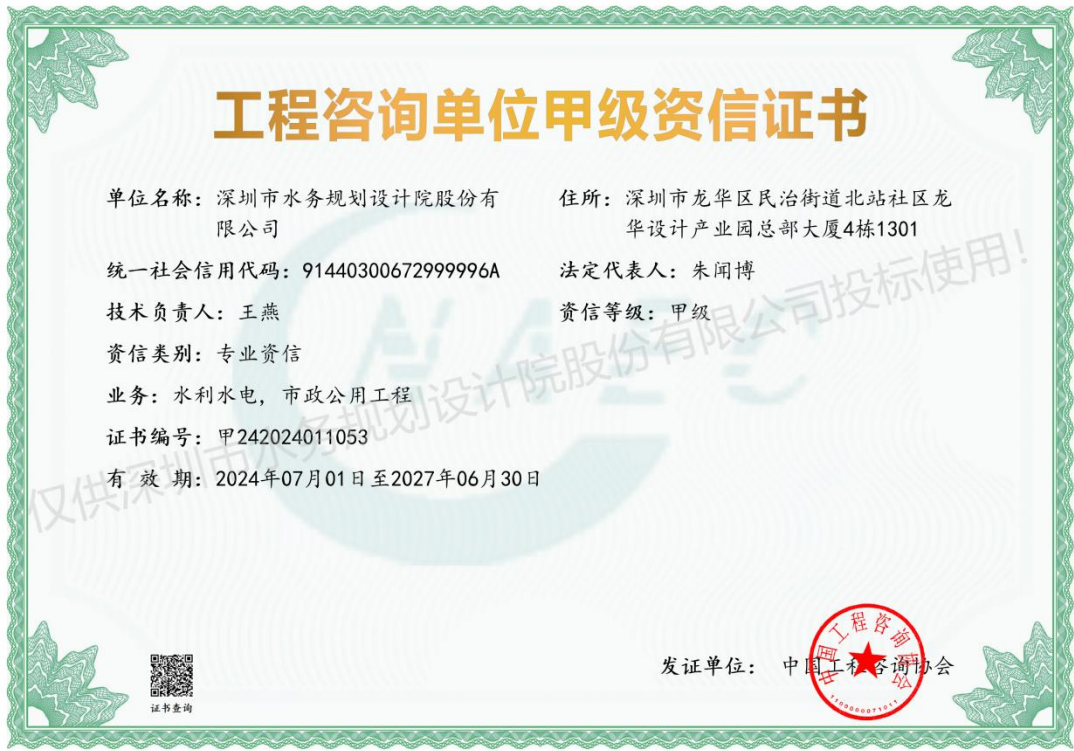 工程咨询单位甲级资信证书
单位名称：深圳市水务规划设计院股份有
限公司
住所：深圳市龙华区民治街道北站社区龙
华设计产业园总部大厦4栋1301
统一社会信用代码：91440300672999996A
法定代表人：朱闻博
技术负责人：王燕
资信等级：甲级
资信类别：专业资信
业务：水利水电，市政公用工程
证书编号：甲242024011053
有 效 期：2024年07月01日至2027年06月30日
仅供深圳市水务规划设计院股份有限公司投标使用！
NAEC
发证单位： 中国工程咨询协会
中国工程咨询协会
1100000071011
证书查询